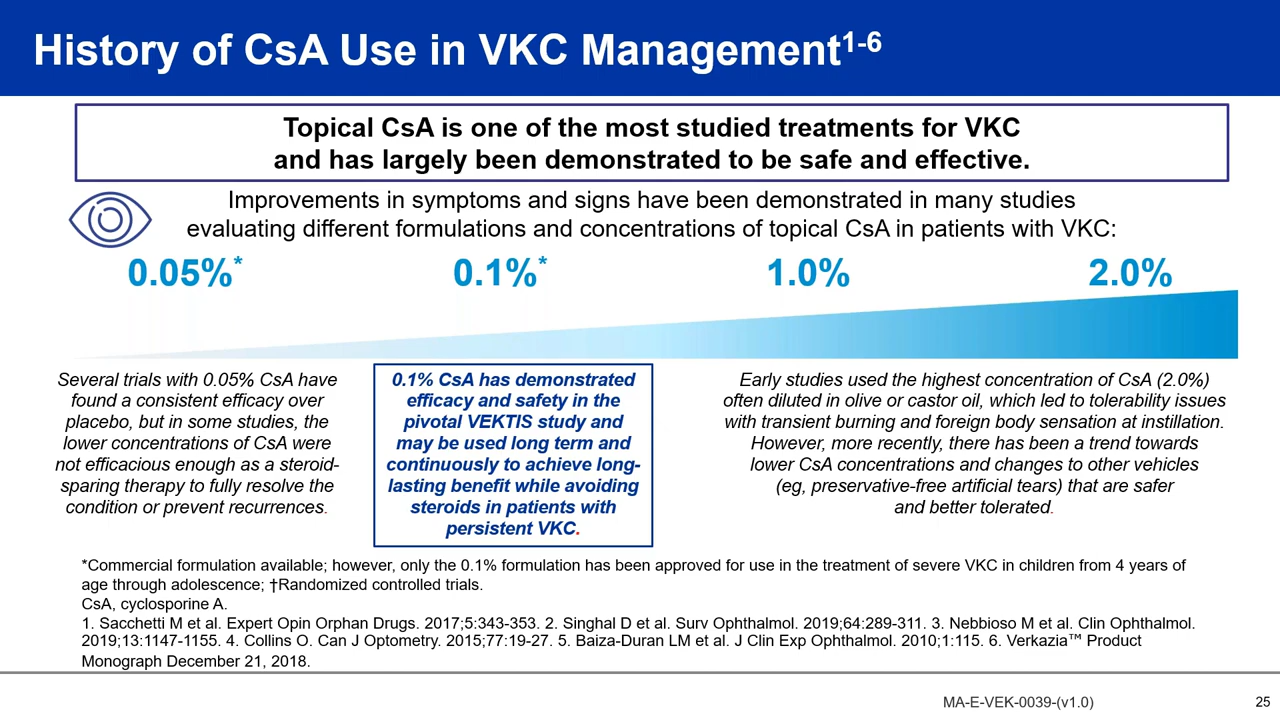 History of CsA Use in VKC Management1-6
Topical CsA is one of the most studied treatments for VKC
and has largely been demonstrated to be safe and effective.
Improvements in symptoms and signs have been demonstrated in many studies
evaluating different formulations and concentrations of topical CsA in patients with VKC:
0.05%*
0.1%*
1.0%
2.0%
Several trials with 0.05% CsA have
found a consistent efficacy over
placebo, but in some studies, the
lower concentrations of CsA were
not efficacious enough as a steroid-
sparing therapy to fully resolve the
condition or prevent recurrences.
0.1% CsA has demonstrated
efficacy and safety in the
pivotal VEKTIS study and
may be used long term and
continuously to achieve long-
lasting benefit while avoiding
steroids in patients with
persistent VKC.
Early studies used the highest concentration of CsA (2.0%)
often diluted in olive or castor oil, which led to tolerability issues
with transient burning and foreign body sensation at instillation.
However, more recently, there has been a trend towards
lower CsA concentrations and changes to other vehicles
(eg, preservative-free artificial tears) that are safer
and better tolerated.
*Commercial formulation available; however, only the 0.1% formulation has been approved for use in the treatment of severe VKC in children from 4 years of
age through adolescence; †Randomized controlled trials.
CsA, cyclosporine A.
1. Sacchetti M et al. Expert Opin Orphan Drugs. 2017;5:343-353. 2. Singhal D et al. Surv Ophthalmol. 2019;64:289-311. 3. Nebbioso M et al. Clin Ophthalmol.
2019;13:1147-1155. 4. Collins O. Can J Optometry. 2015;77:19-27. 5. Baiza-Duran LM et al. J Clin Exp Ophthalmol. 2010;1:115. 6. Verkazia™ Product
Monograph December 21, 2018.
MA-E-VEK-0039-(v1.0)
25